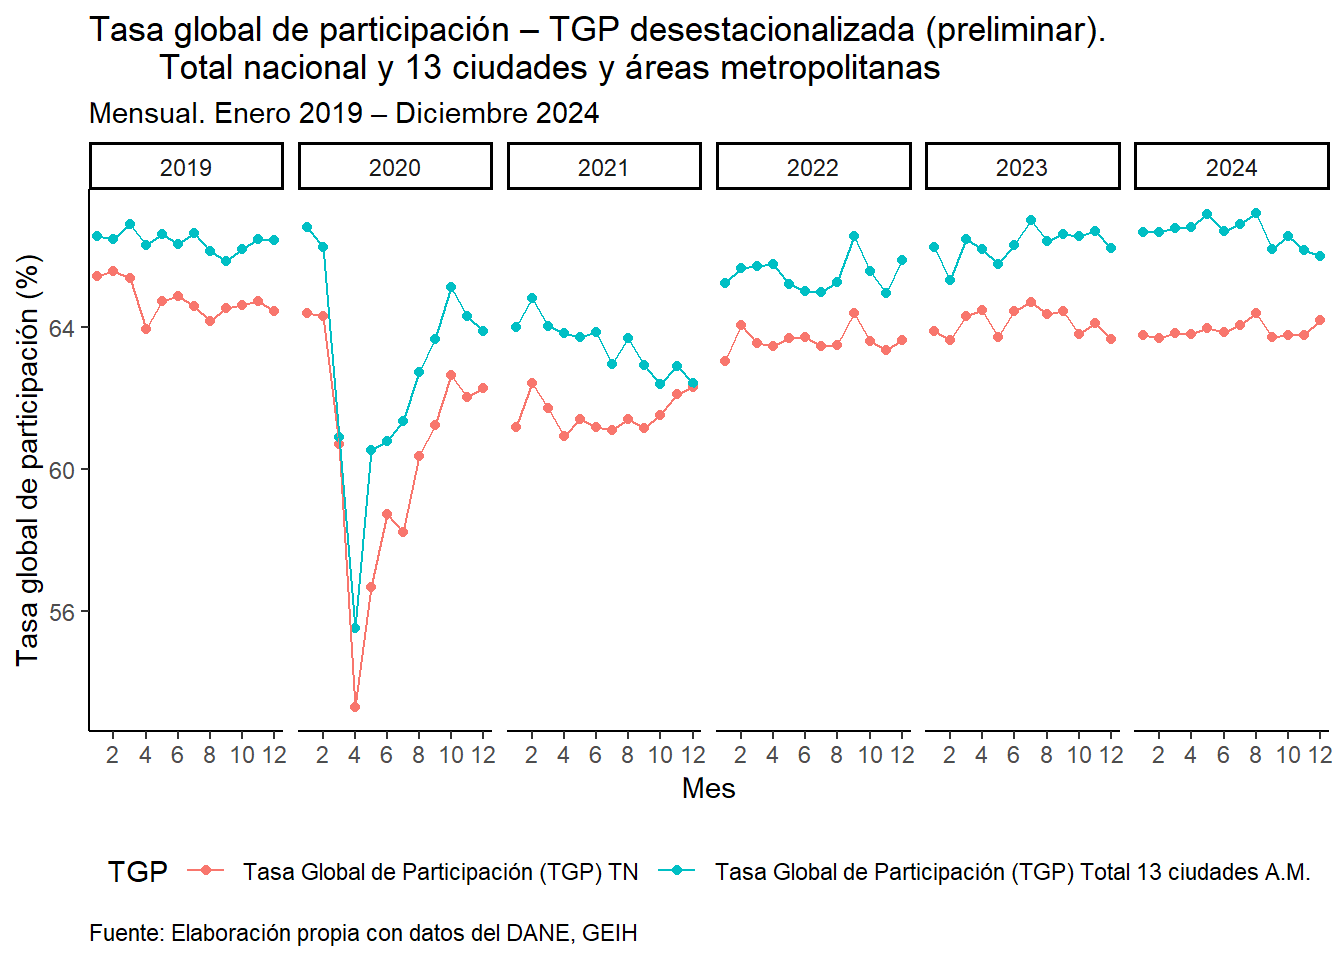 Tasa global de participación – TGP desestacionalizada (preliminar).
Total nacional y 13 ciudades y áreas metropolitanas
Mensual. Enero 2019 – Diciembre 2024
2019 2020 2021 2022 2023 2024
Tasa global de participación (%)
64
60
56
2 4 6 8 10 12 2 4 6 8 10 12 2 4 6 8 10 12 2 4 6 8 10 12 2 4 6 8 10 12 2 4 6 8 10 12
Mes
TGP Tasa Global de Participación (TGP) TN Tasa Global de Participación (TGP) Total 13 ciudades A.M.
Fuente: Elaboración propia con datos del DANE, GEIH